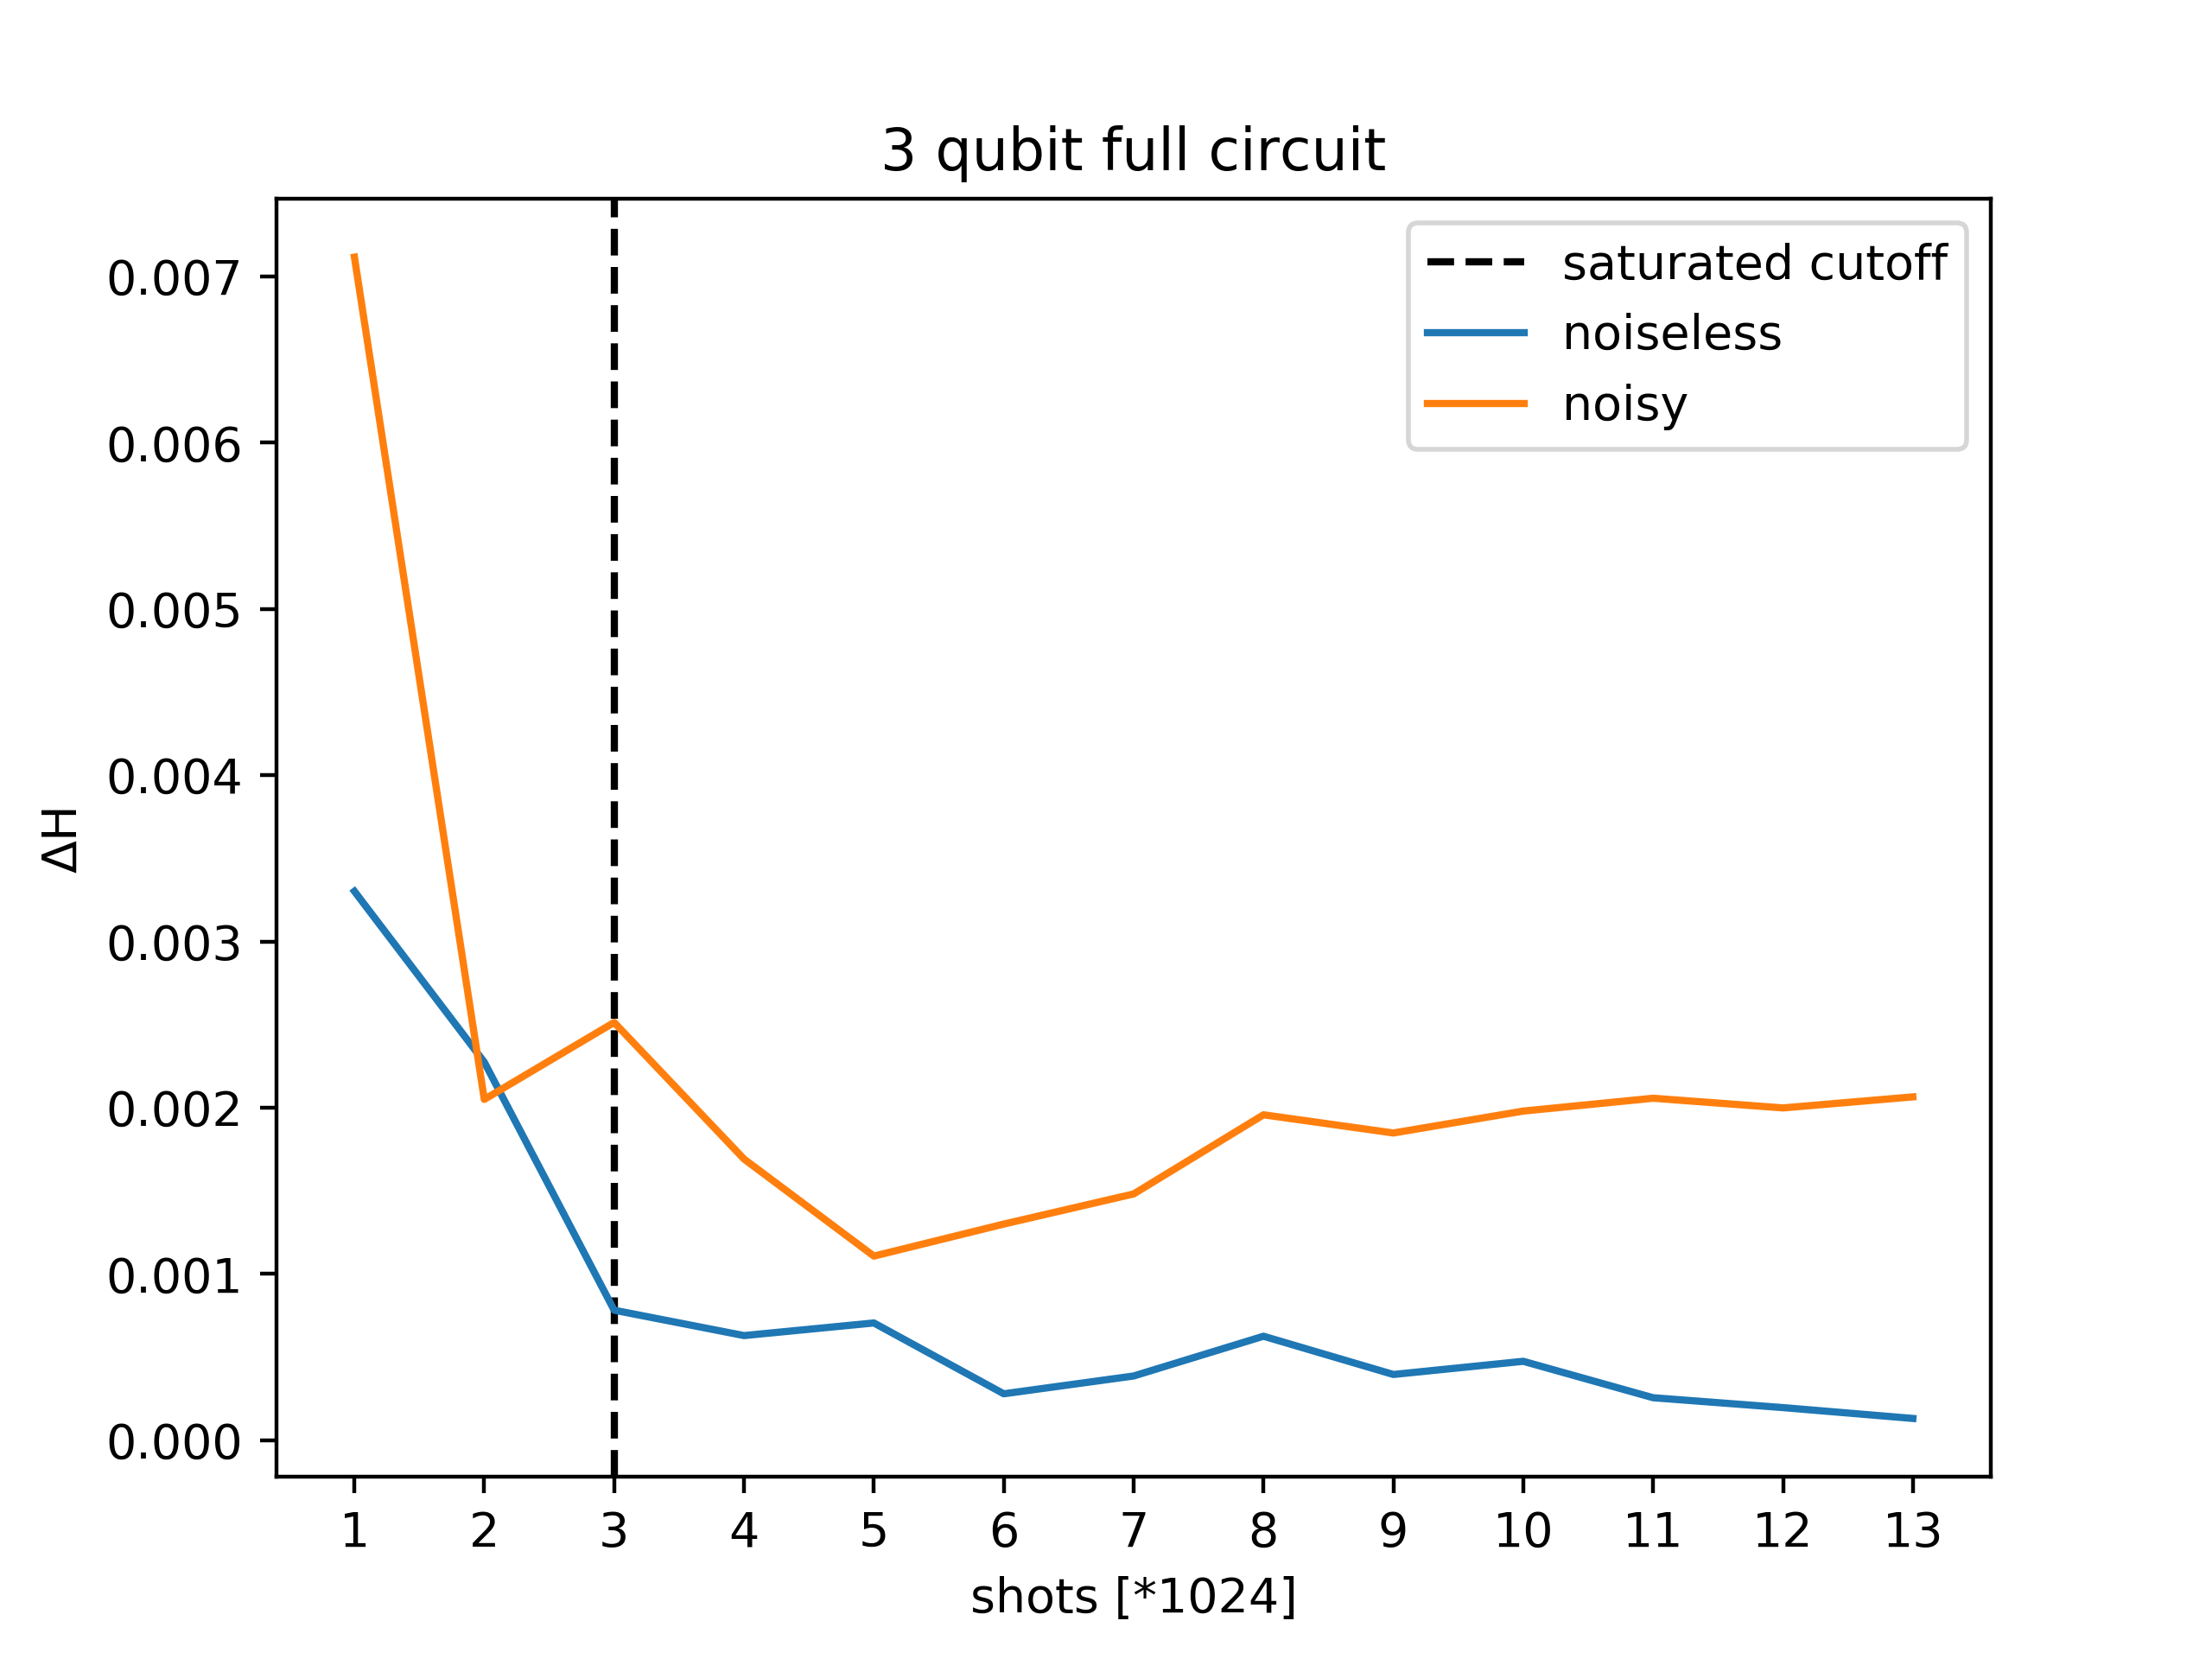 3 qubit full circuit
saturated cutoff
noiseless
noisy
0.007
0.006
0.005
0.004
0.003
0.002
0.001
0.000
ΔH
1 2 3 4 5 6 7 8 9 10 11 12 13
shots [*1024]